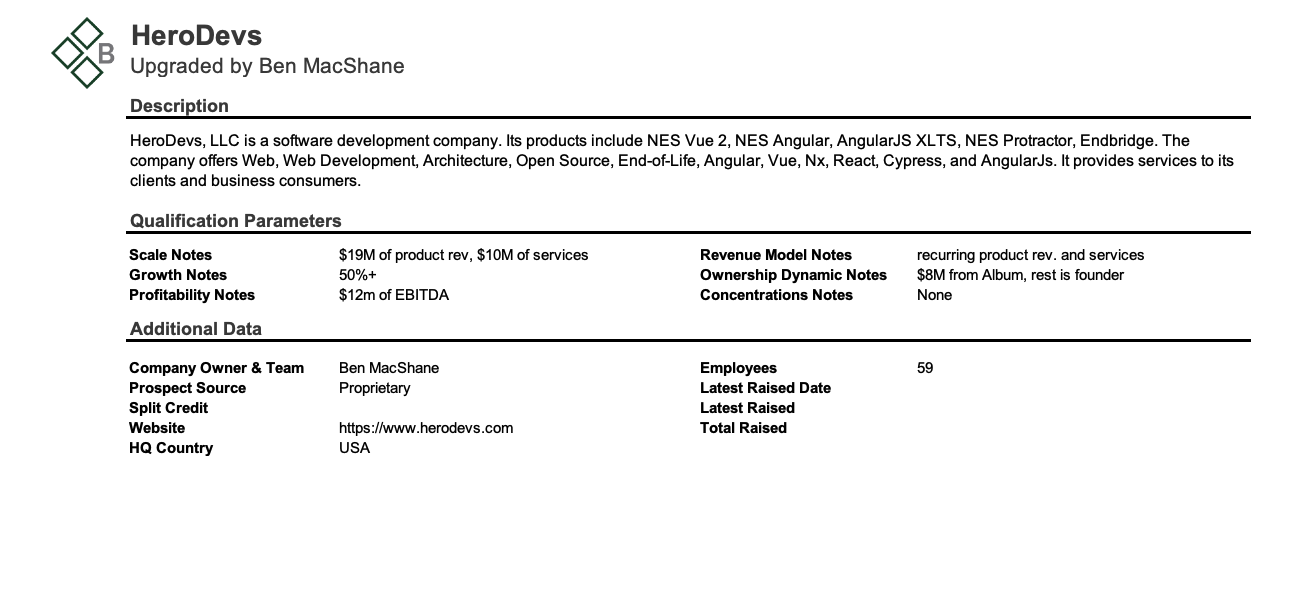 B
HeroDevs
Upgraded by Ben MacShane
Description
HeroDevs, LLC is a software development company. Its products include NES Vue 2, NES Angular, AngularJS XLTS, NES Protractor, Endbridge. The
company offers Web, Web Development, Architecture, Open Source, End-of-Life, Angular, Vue, Nx, React, Cypress, and AngularJs. It provides services to its
clients and business consumers.
Qualification Parameters
Scale Notes $19M of product rev, $10M of services Revenue Model Notes recurring product rev. and services
Growth Notes 50%+ Ownership Dynamic Notes $8M from Album, rest is founder
Profitability Notes $12m of EBITDA Concentrations Notes None
Additional Data
Company Owner & Team Ben MacShane Employees 59
Prospect Source Proprietary Latest Raised Date
Split Credit Latest Raised
Website https://www.herodevs.com Total Raised
HQ Country USA